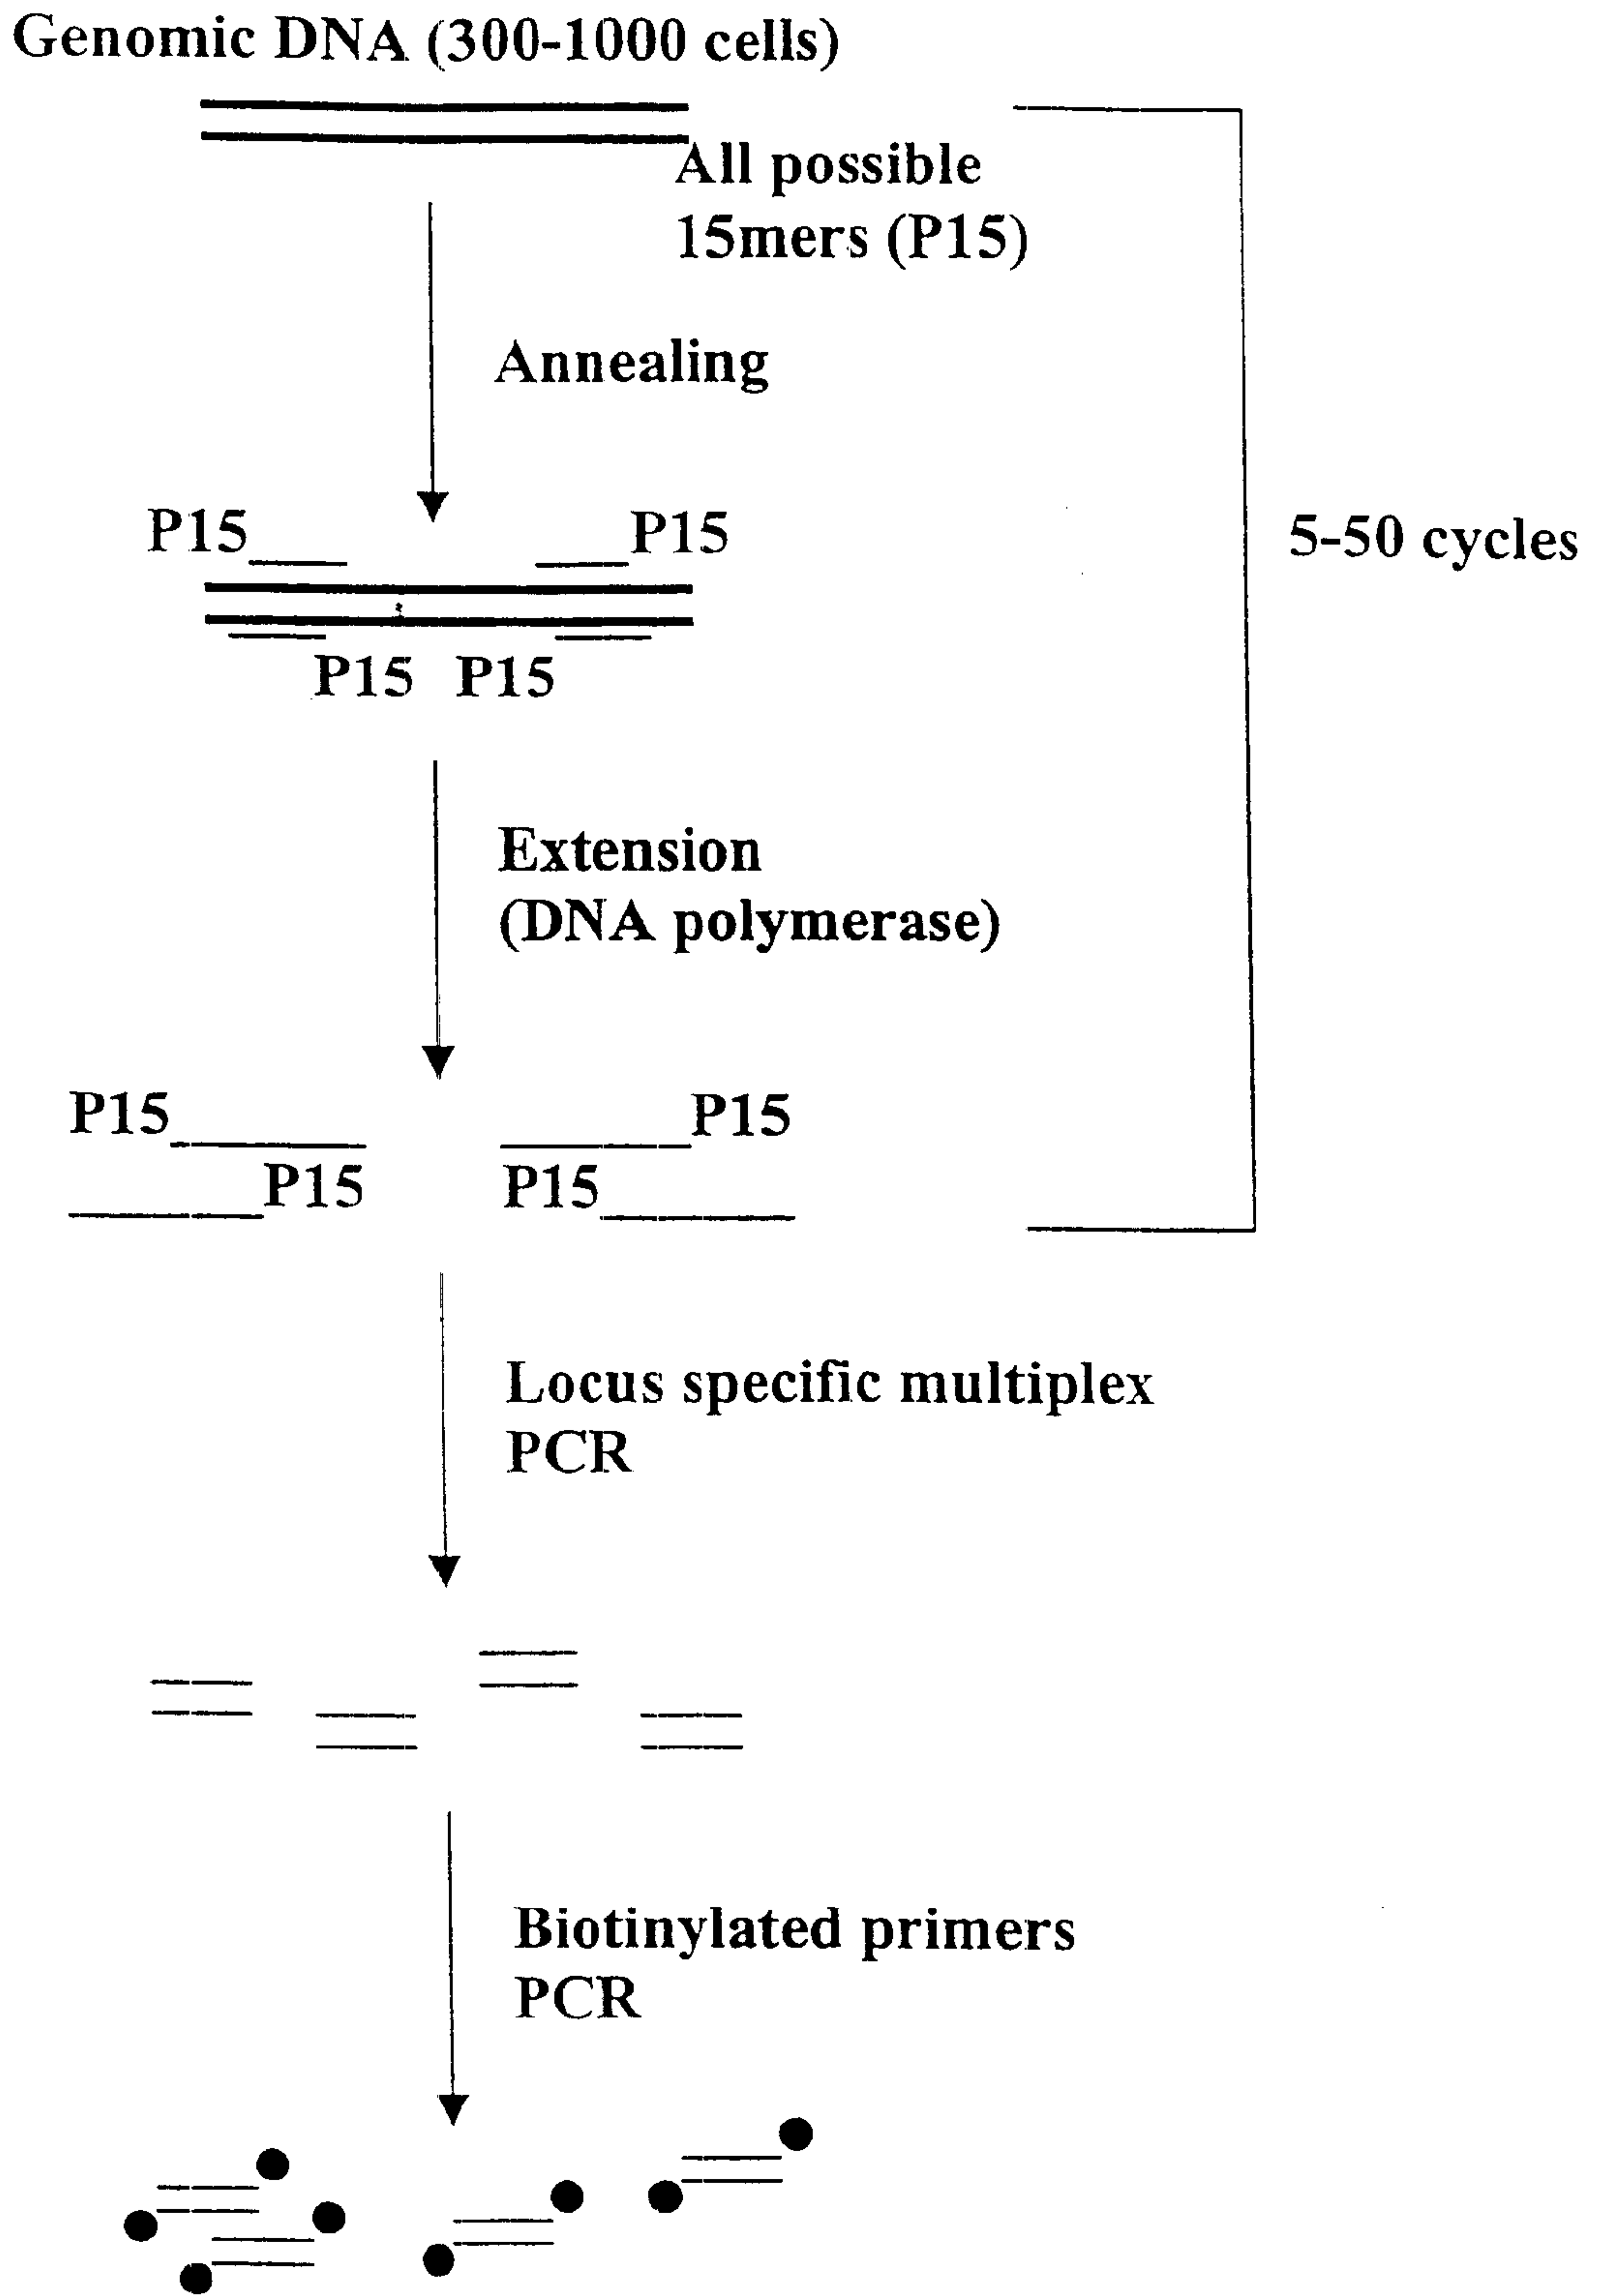 Genomic DNA (300-1000 cells)
All possible
15mers (P15)
Annealing
P15 P15
5-50 cycles
P15 P15
Extension
(DNA polymerase)
P15 P15
P15 P15
Locus specific multiplex
PCR
Biotinylated primers
PCR